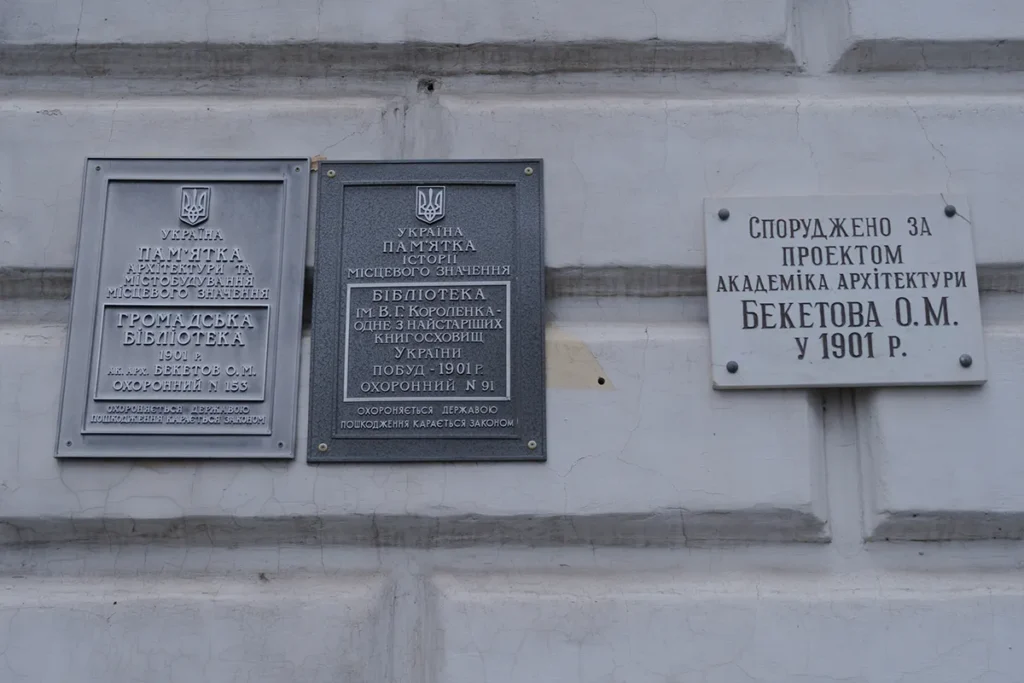 УКРАЇНА
ПАМ'ЯТКА
АРХІТЕКТУРИ ТА
МІСТОБУДУВАННЯ
МІСЦЕВОГО ЗНАЧЕННЯ
ГРОМАДСЬКА
БІБЛІОТЕКА
1901 р.
АК. АРХ. БЕКЕТОВ О.М.
ОХОРОННИЙ N 153
ОХОРОНЯЄТЬСЯ ДЕРЖАВОЮ
ПОШКОДЖЕННЯ КАРАЄТЬСЯ ЗАКОНОМ
УКРАЇНА
ПАМ'ЯТКА
ІСТОРІЇ
МІСЦЕВОГО ЗНАЧЕННЯ
БІБЛІОТЕКА
ІМ. В.Г. КОРОЛЕНКА-
ОДНЕ З НАЙСТАРІШИХ
КНИГОСХОВИЩ
УКРАЇНИ
ПОБУД - 1901 Р.
ОХОРОННИЙ N 91
ОХОРОНЯЄТЬСЯ ДЕРЖАВОЮ
ПОШКОДЖЕННЯ КАРАЄТЬСЯ ЗАКОНОМ!
СПОРУДЖЕНО ЗА
ПРОЕКТОМ
АКАДЕМІКА АРХІТЕКТУРИ
БЕКЕТОВА О.М.
У 1901 Р.